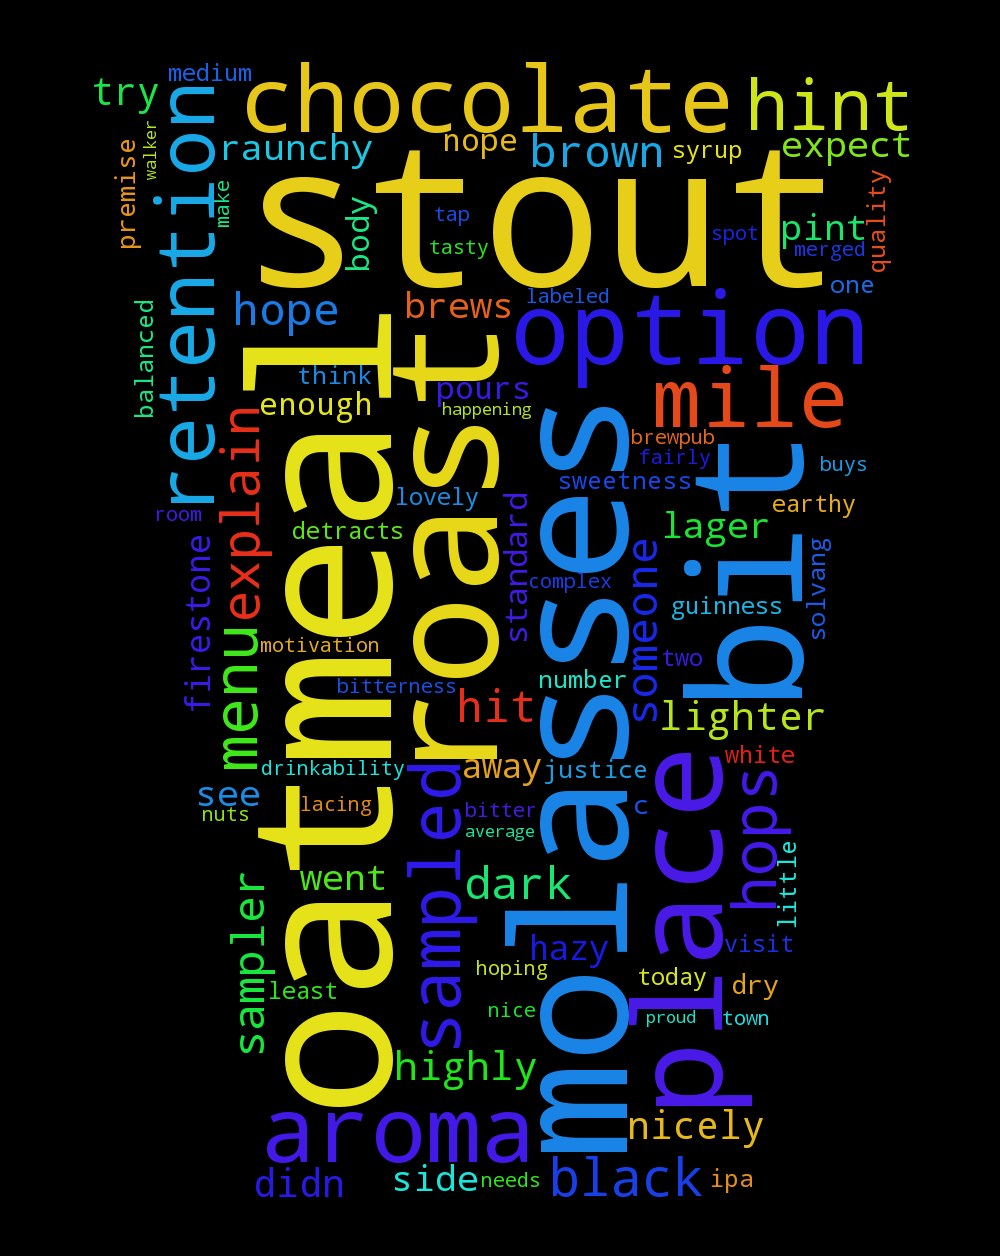 medium
chocolate
try
hint
retention
premise
walker
raunchy
nope
brown
syrup
expect
stout
make
body
tap
tasty
spot
pint
merged
quality
one
balanced
hope
brews
labeled
option
oatmeal
roast
think
enough
pours
happening
mile
explain
molasses
bit
brewpub
fairly
buys
sweetness
earthy
lovely
room
detracts
standard
lager
firestone
complex
someone
guinness
solvang
menu
motivation
two
bitterness
number
hit
lighter
drinkability
away
justice
white
see
nuts
lacing
sampled
bitter
average
c
place
hops
little
went
dark
sampler
hazy
visit
least
hoping
today
dry
nice
proud
town
highly
aroma
nicely
didn
side
needs
black
ipa